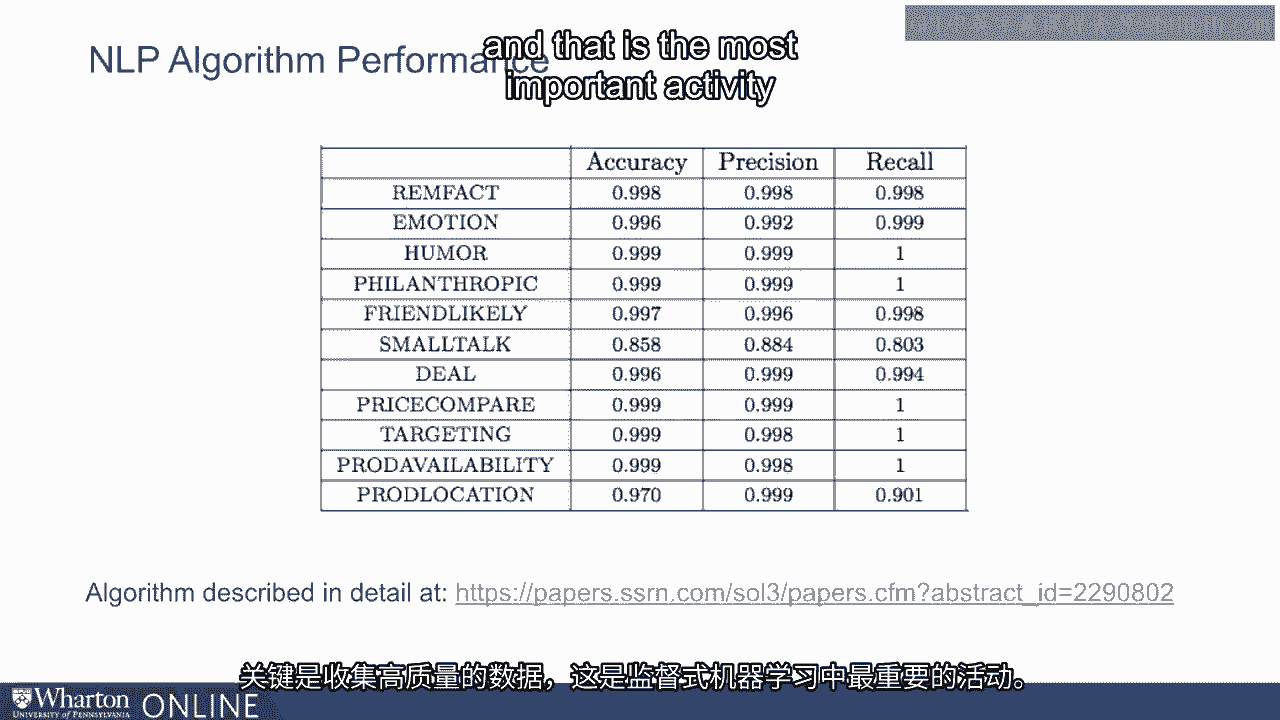 and that is the most
important activity
NLP Algorithm Performance
Accuracy Precision Recall
REMFACT 0.998 0.998 0.998
EMOTION 0.996 0.992 0.999
HUMOR 0.999 0.999 1
PHILANTHROPIC 0.999 0.999 1
FRIENDLIKELY 0.997 0.996 0.998
SMALLTALK 0.858 0.884 0.803
DEAL 0.996 0.999 0.994
PRICECOMPARE 0.999 0.999 1
TARGETING 0.999 0.998 1
PRODAVAILABILITY 0.999 0.998 1
PRODLOCATION 0.970 0.999 0.901
Algorithm described in detail at: https://papers.ssrn.com/sol3/papers.cfm?abstract_id=2290802
关键是收集高质量的数据，这是监督式机器学习中最重要的活动。
Wharton ONLINE
UNIVERSITY of PENNSYLVANIA